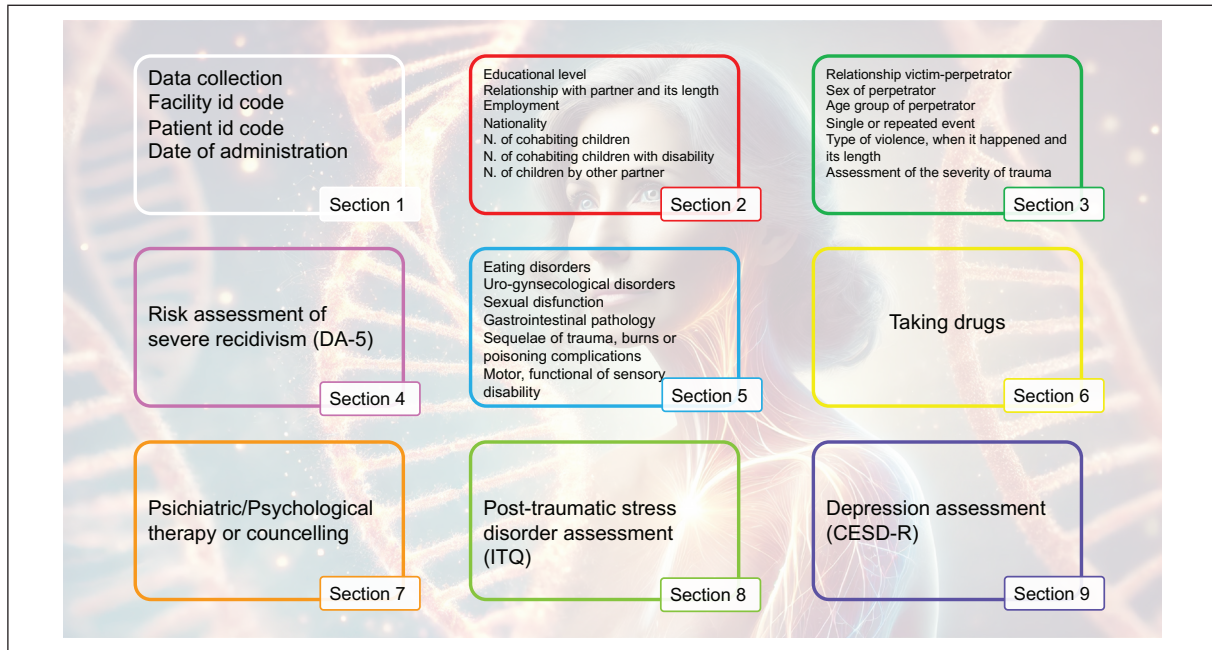 Data collection
Facility id code
Patient id code
Date of administration
Section 1
Educational level
Relationship with partner and its length
Employment
Nationality
N. of cohabiting children
N. of cohabiting children with disability
N. of children by other partner
Section 2
Relationship victim-perpetrator
Sex of perpetrator
Age group of perpetrator
Single or repeated event
Type of violence, when it happened and
its length
Assessment of the severity of trauma
Section 3
Risk assessment of
severe recidivism (DA-5)
Section 4
Eating disorders
Uro-gynsecological disorders
Sexual disfunction
Gastrointestinal pathology
Sequelae of trauma, burns or
poisoning complications
Motor, functional of sensory
disability
Section 5
Taking drugs
Section 6
Psichiatric/Psychological
therapy or councelling
Section 7
Post-traumatic stress
disorder assessment
(ITQ)
Section 8
Depression assessment
(CESD-R)
Section 9